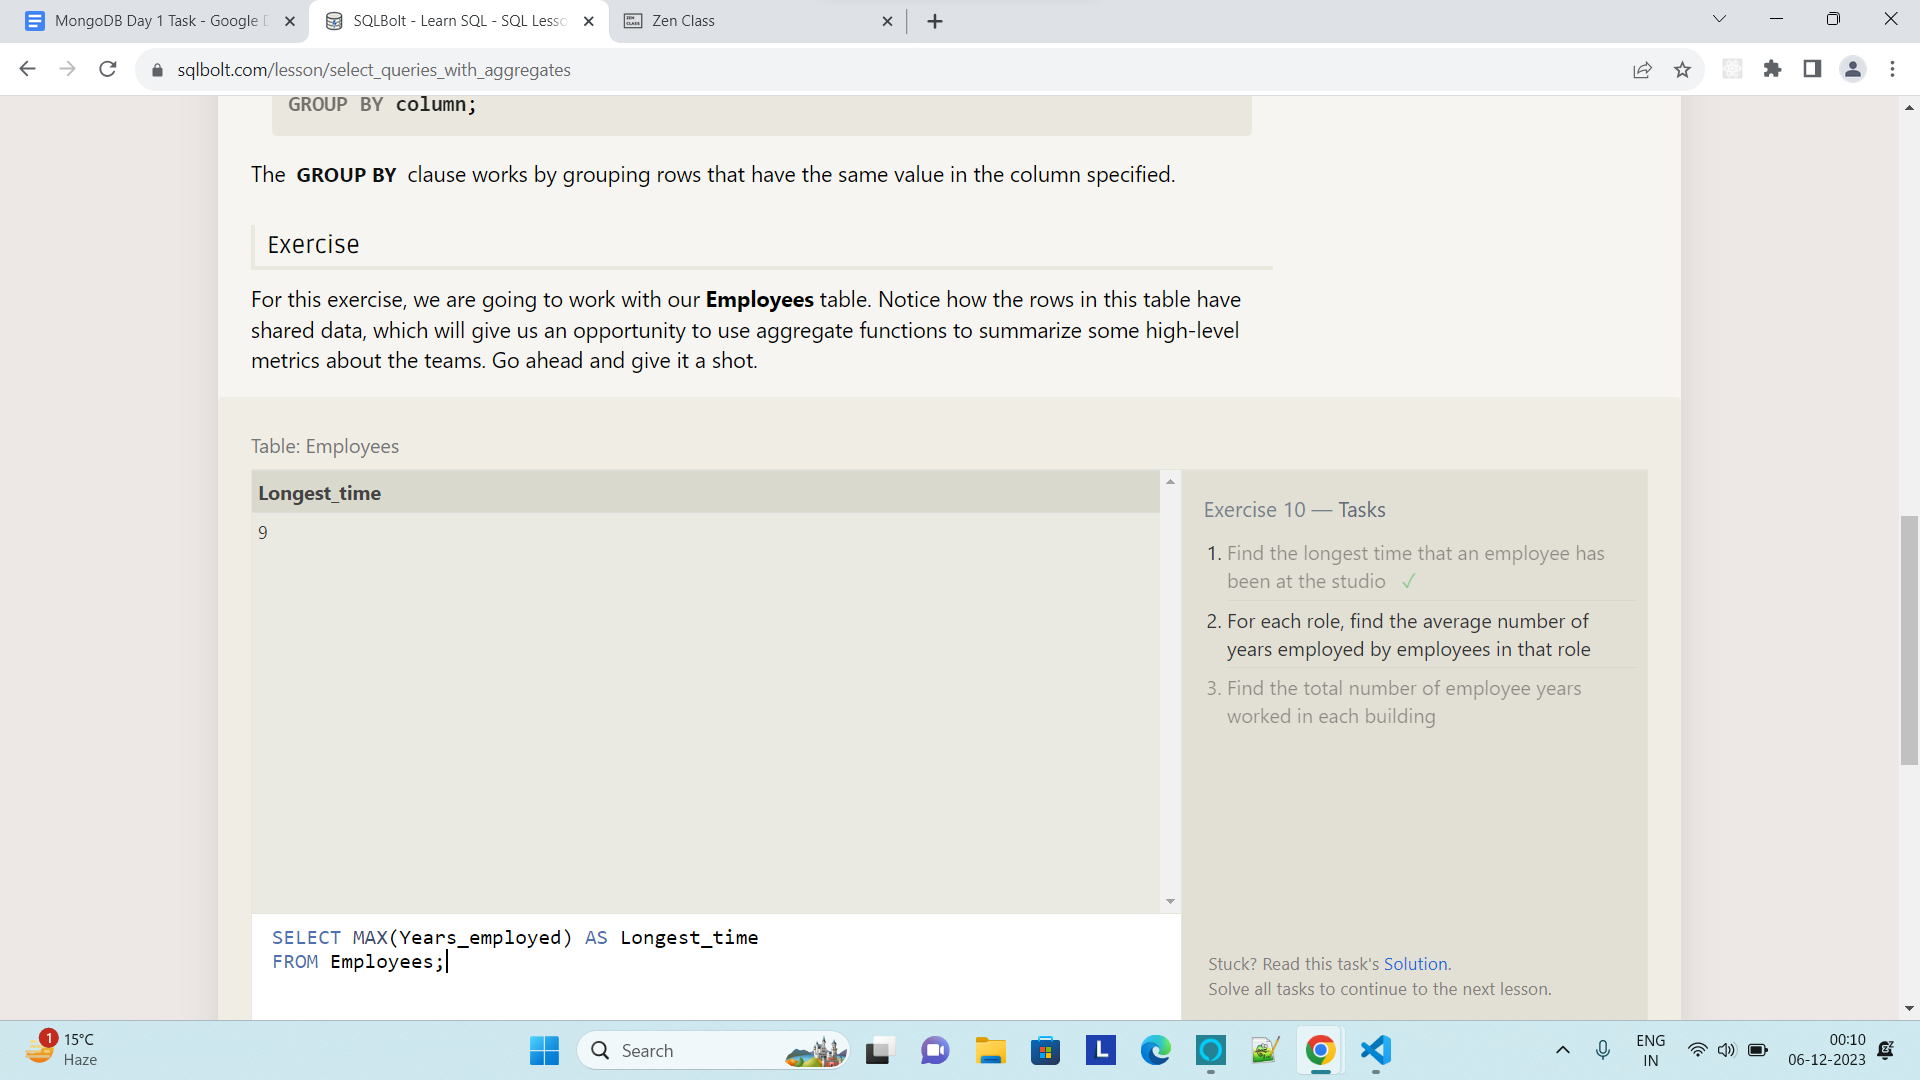 MongoDB Day 1 Task - Google D
SQLBolt - Learn SQL - SQL Lesso
Zen Class
sqlbolt.com/lesson/select_queries_with_aggregates
GROUP BY column;
The GROUP BY clause works by grouping rows that have the same value in the column specified.
Exercise
For this exercise, we are going to work with our Employees table. Notice how the rows in this table have
shared data, which will give us an opportunity to use aggregate functions to summarize some high-level
metrics about the teams. Go ahead and give it a shot.
Table: Employees
Longest_time
9
Exercise 10 — Tasks
1. Find the longest time that an employee has
been at the studio ✓
2. For each role, find the average number of
years employed by employees in that role
3. Find the total number of employee years
worked in each building
SELECT MAX(Years_employed) AS Longest_time
FROM Employees;
Stuck? Read this task's Solution.
Solve all tasks to continue to the next lesson.
1
15°C
Haze
Search
L
ENG
IN
00:10
06-12-2023